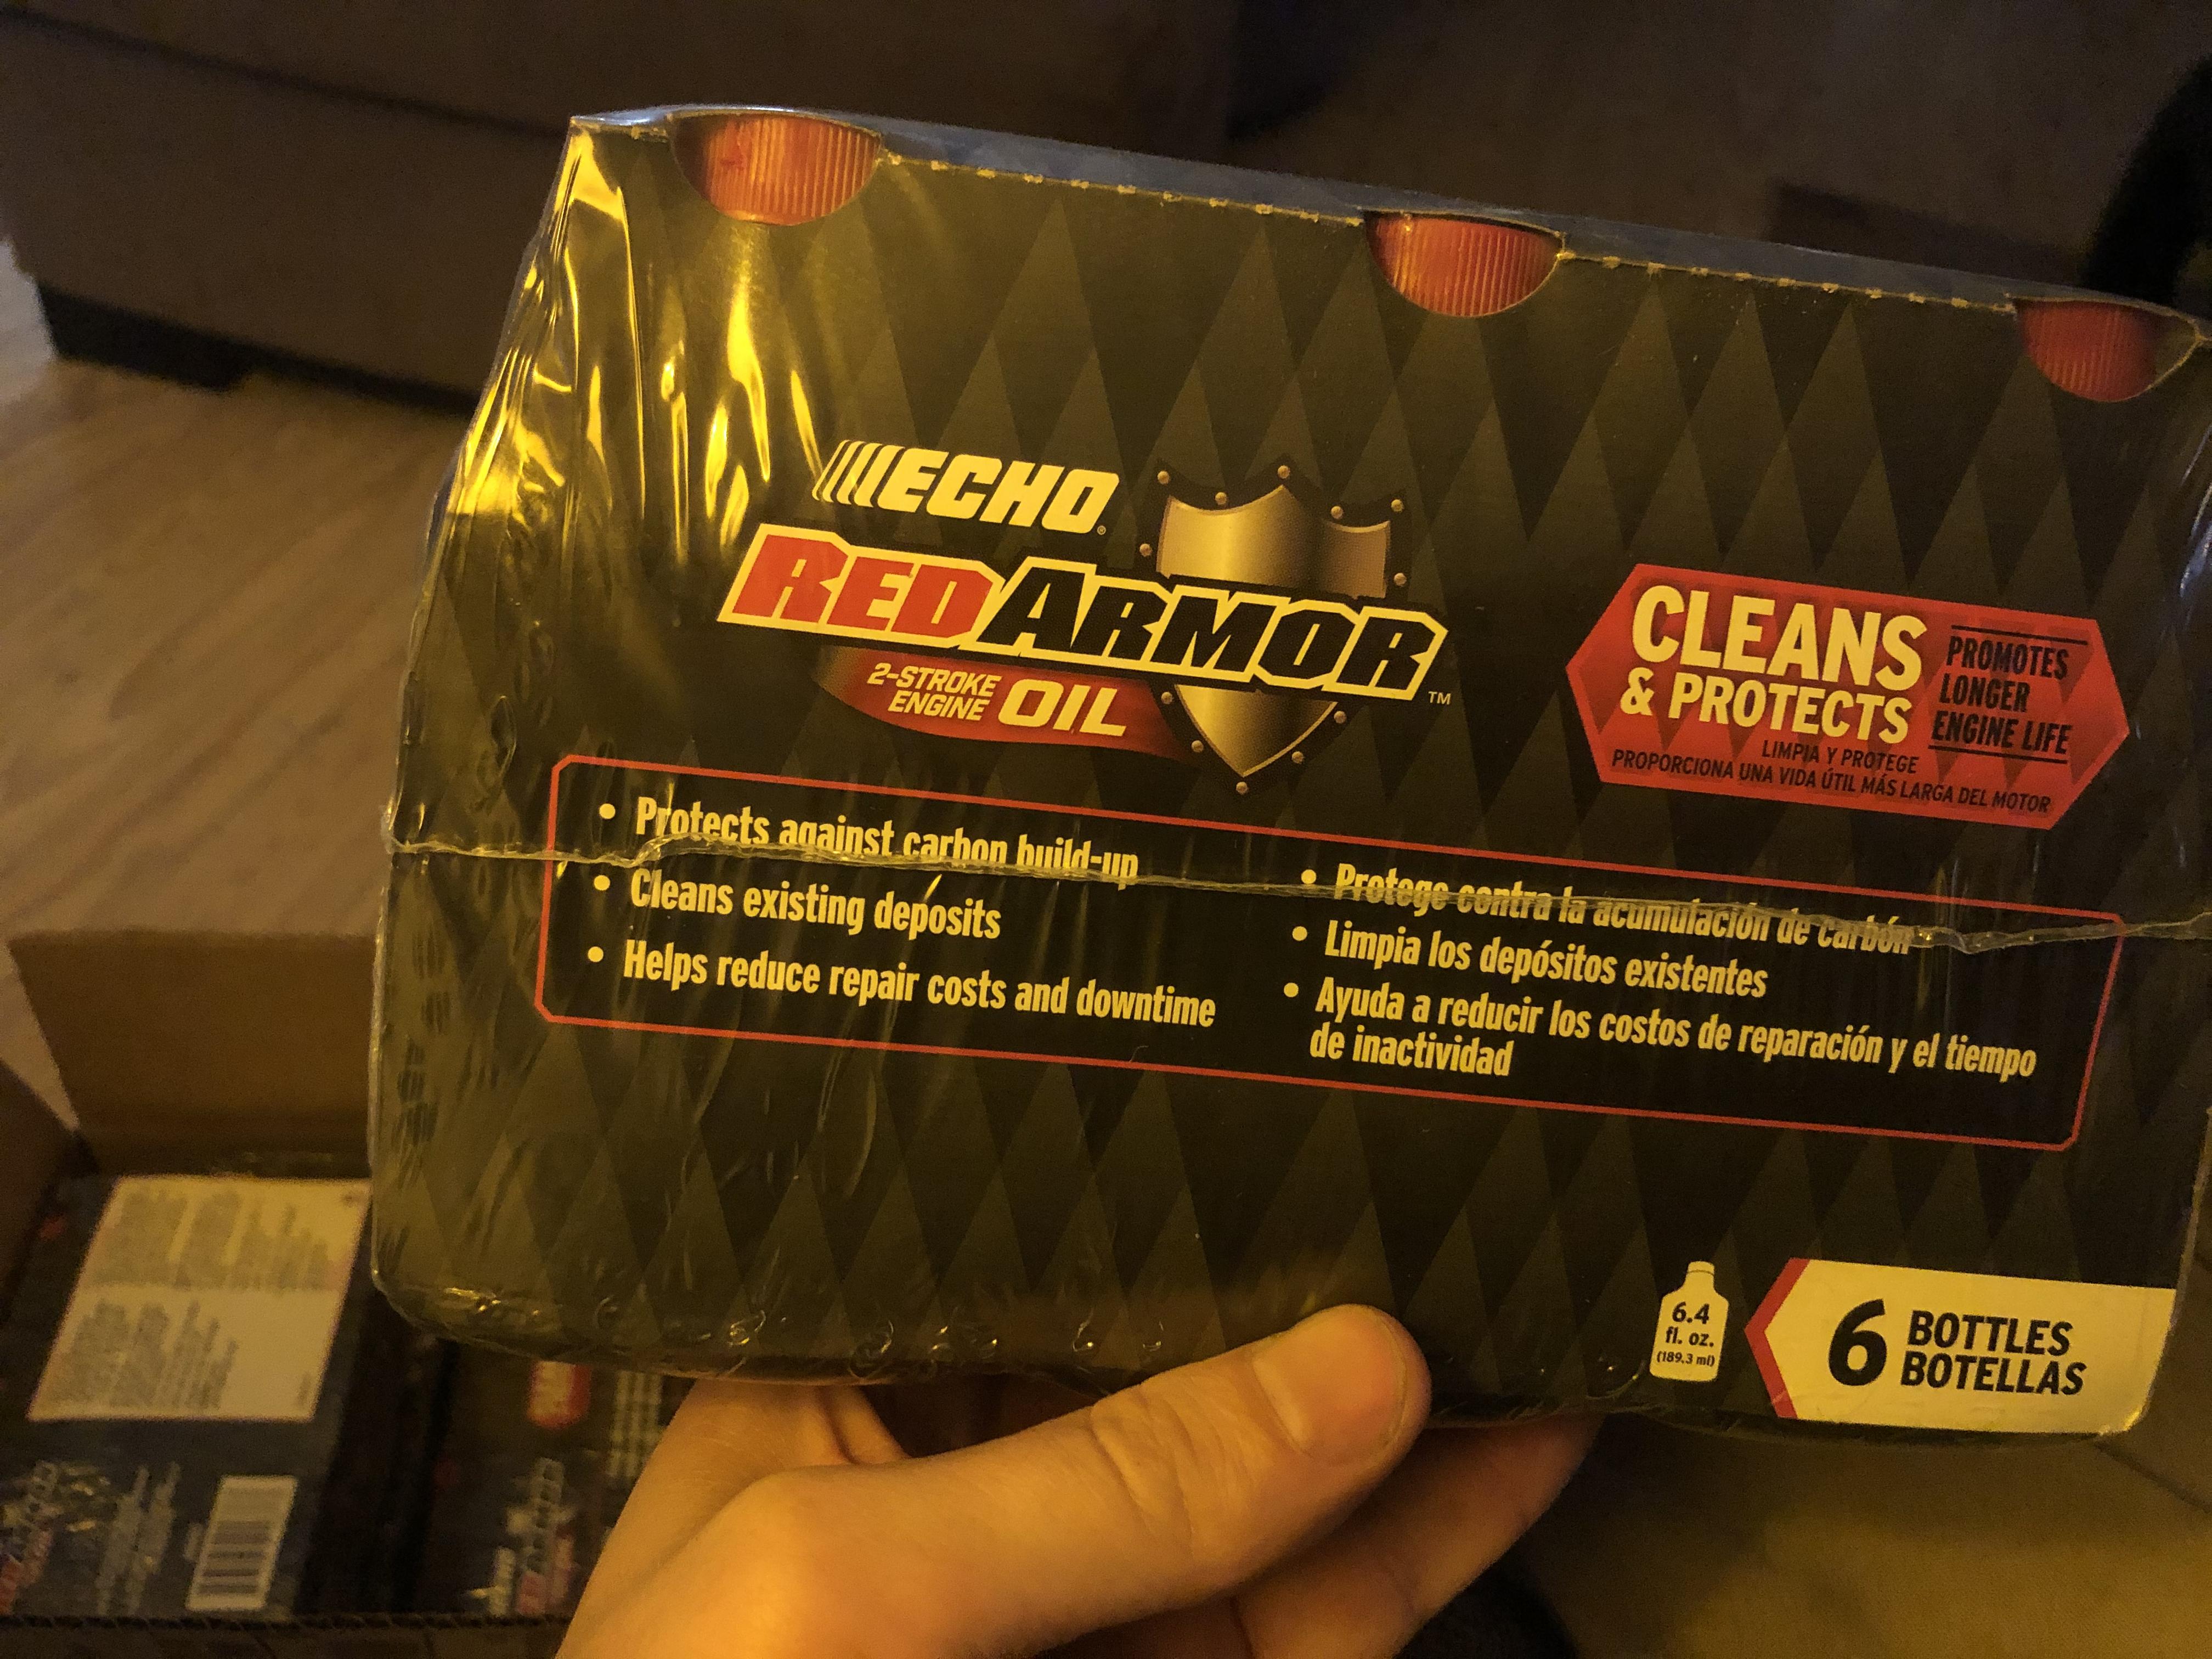 ECHO
REDARMOR™
2-STROKE
ENGINE OIL
CLEANS
& PROTECTS
PROMOTES
LONGER
ENGINE LIFE
LIMPIA Y PROTEGE
PROPORCIONA UNA VIDA ÚTIL MÁS LARGA DEL MOTOR
• Protects against carbon build-up
• Cleans existing deposits
• Helps reduce repair costs and downtime
• Protege contra la acumulación de carbón
• Limpia los depósitos existentes
• Ayuda a reducir los costos de reparación y el tiempo
de inactividad
6.4
fl. oz.
(189.3 ml)
6 BOTTLES
BOTELLAS